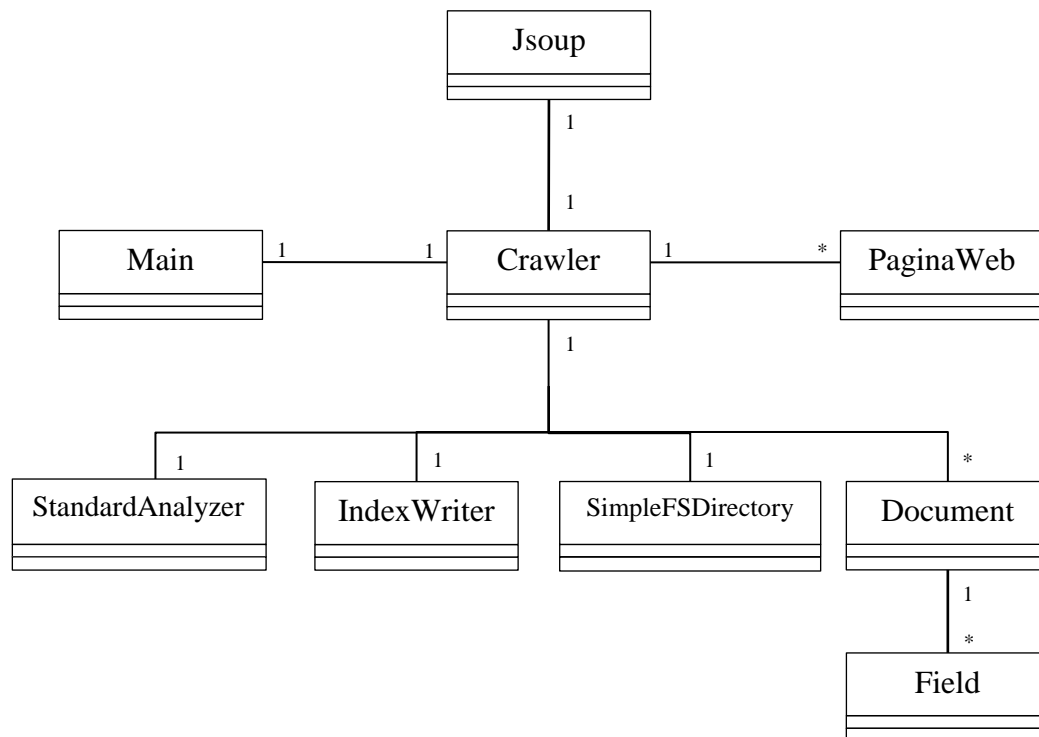 Jsoup
1
1
Main
1
1
Crawler
1
*
PaginaWeb
1
1
1
1
*
StandardAnalyzer
IndexWriter
SimpleFSDirectory
Document
1
*
Field